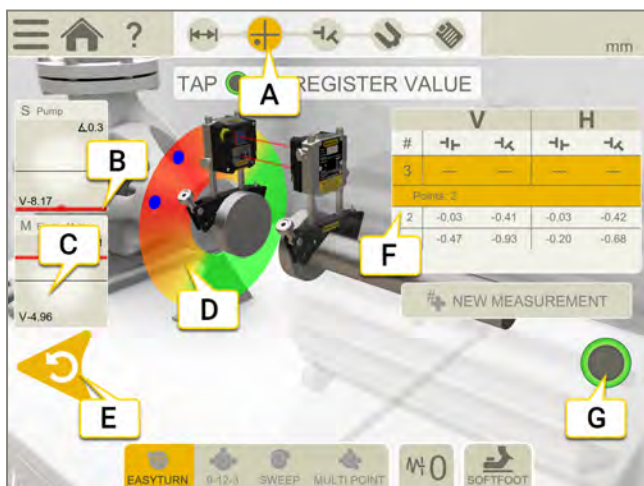 ?
mm
TAP REGISTER VALUE
A
S Pump
∡0.3
B
V-8.17
M
C
V-4.96
V H
#
3 — — — —
Points: 2
2 -0.03 -0.41 -0.03 -0.42
-0.47 -0.93 -0.20 -0.68
F
D
NEW MEASUREMENT
E
G
EASYTURN 9-12-3 SWEEP MULTI POINT
0
SOFTFOOT